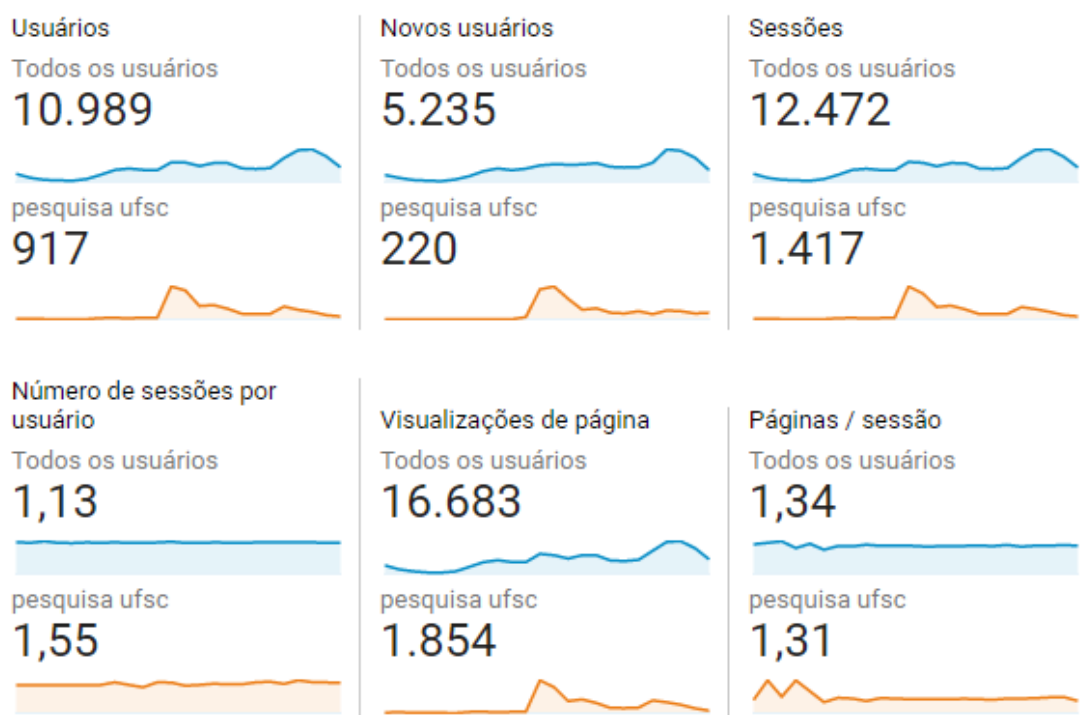 Usuários
Todos os usuários
10.989
pesquisa ufsc
917
Novos usuários
Todos os usuários
5.235
pesquisa ufsc
220
Sessões
Todos os usuários
12.472
pesquisa ufsc
1.417
Número de sessões por
usuário
Todos os usuários
1,13
pesquisa ufsc
1,55
Visualizações de página
Todos os usuários
16.683
pesquisa ufsc
1.854
Páginas / sessão
Todos os usuários
1,34
pesquisa ufsc
1,31